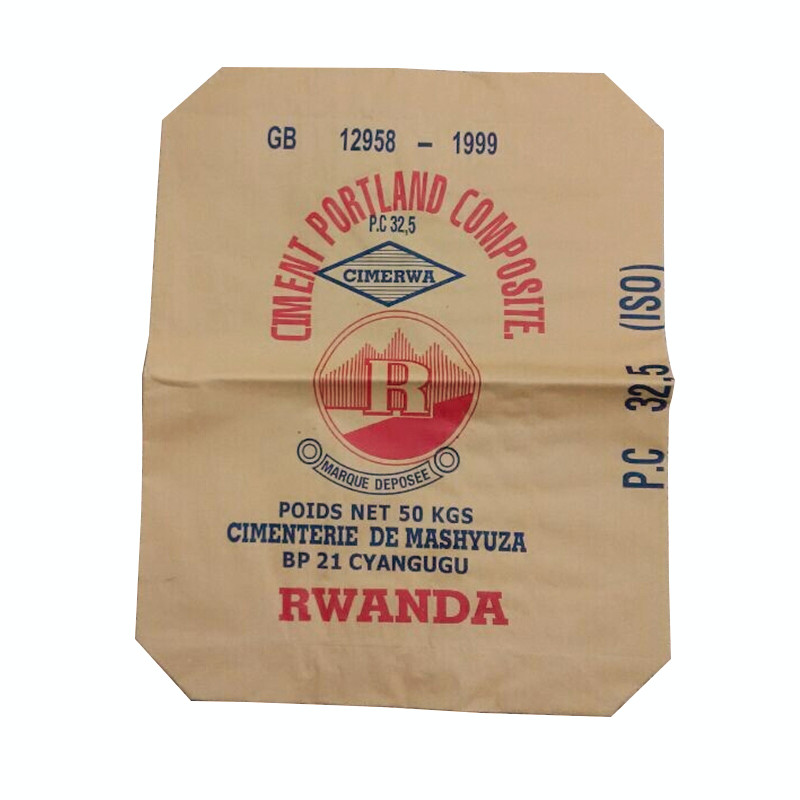 GB 12958 – 1999
CIMENT PORTLAND COMPOSITE.
P.C 32,5
CIMERWA
R
MARQUE DEPOSEE
POIDS NET 50 KGS
CIMENTERIE DE MASHYUZA
BP 21 CYANGUGU
RWANDA
P.C 32,5 (ISO)